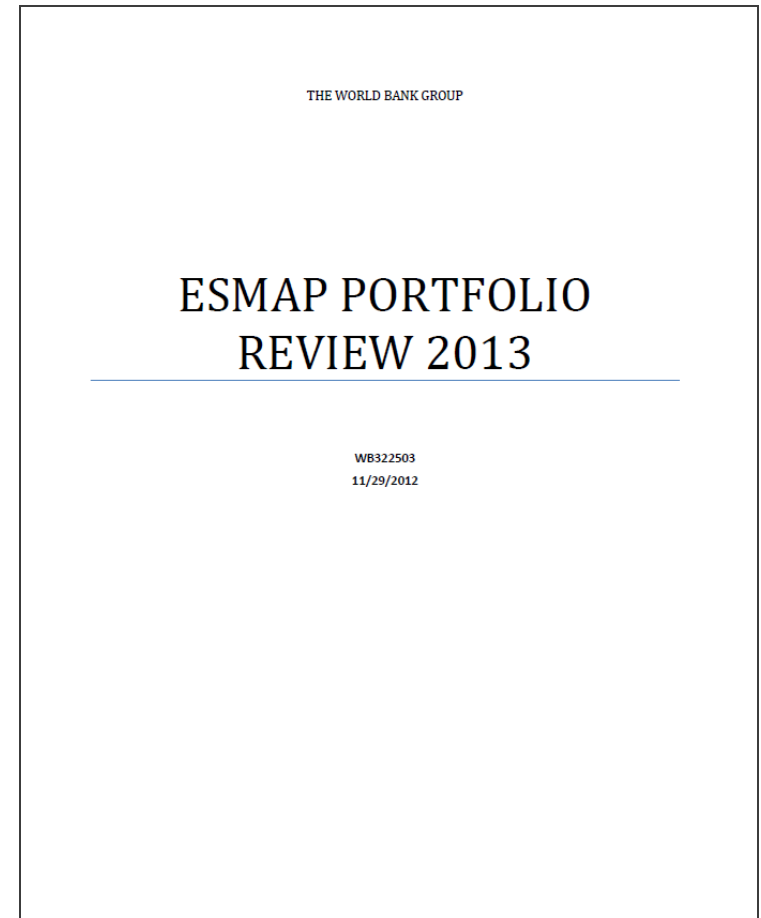 THE WORLD BANK GROUP
ESMAP PORTFOLIO
REVIEW 2013
WB322503
11/29/2012